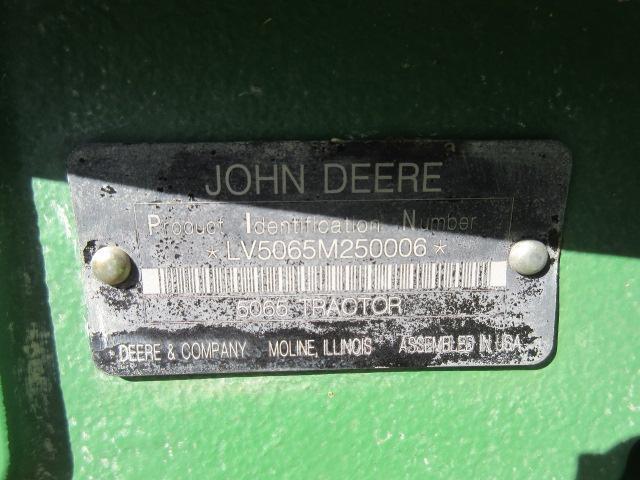 JOHN DEERE
Product Identification Number
*LV5065M250006*
5065 TRACTOR
DEERE & COMPANY MOLINE, ILLINOIS ASSEMBLED IN USA